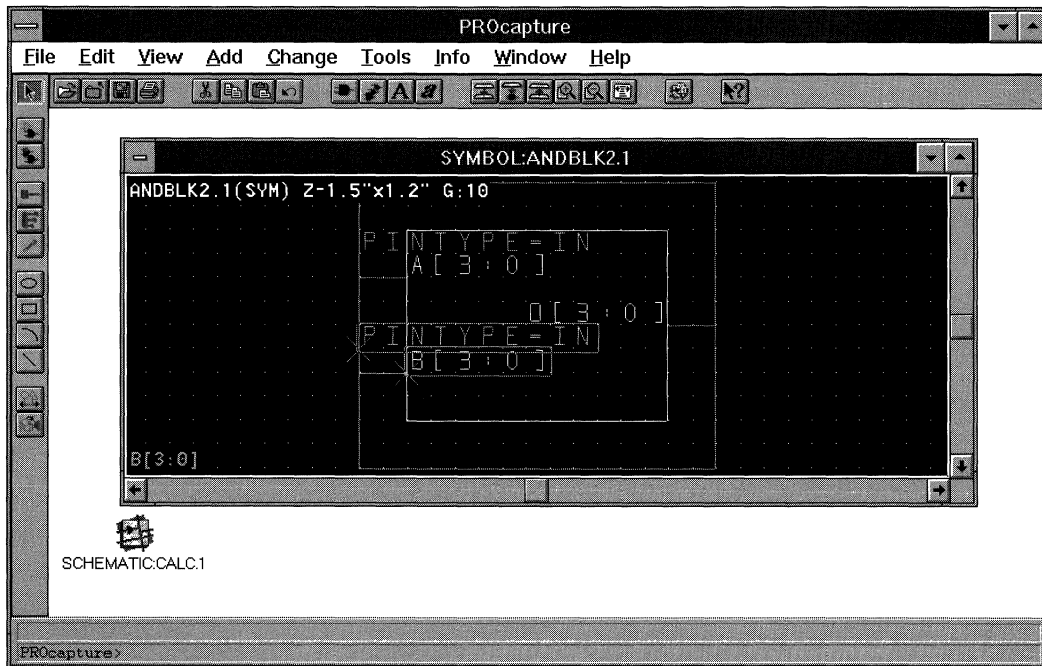 PROcapture
File Edit View Add Change Tools Info Window Help
SYMBOL:ANDBLK2.1
ANDBLK2.1(SYM) Z-1.5"x1.2" G:10
PINTYPE=IN
A[3:0]
O[3:0]
PINTYPE=IN
B[3:0]
B[3:0]
SCHEMATIC:CALC.1
PROcapture>